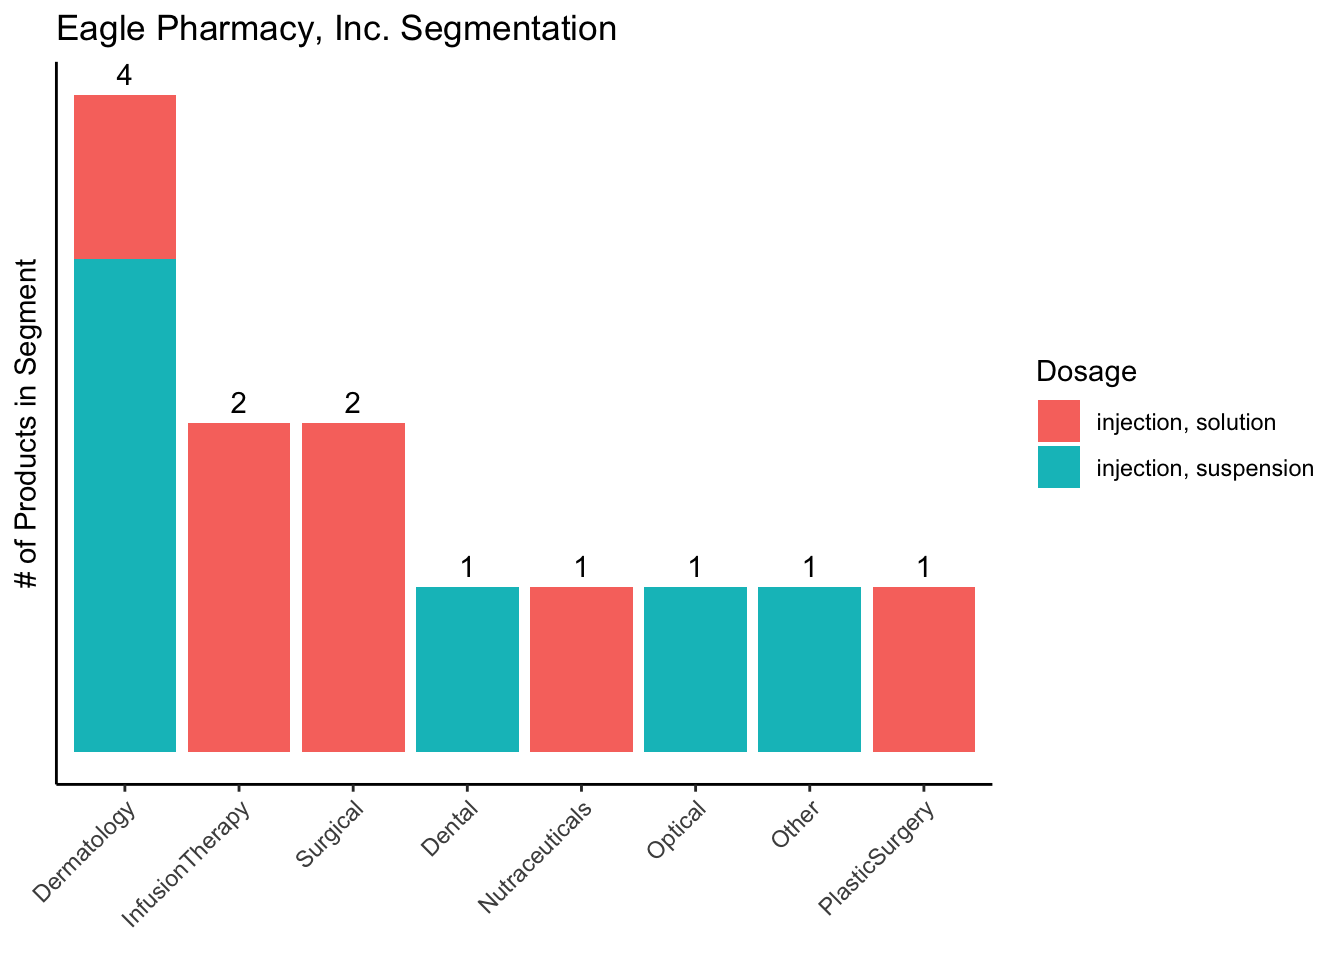 Eagle Pharmacy, Inc. Segmentation
4
2
2
1
1
1
1
1
# of Products in Segment
Dermatology
InfusionTherapy
Surgical
Dental
Nutraceuticals
Optical
Other
PlasticSurgery
Dosage
injection, solution
injection, suspension